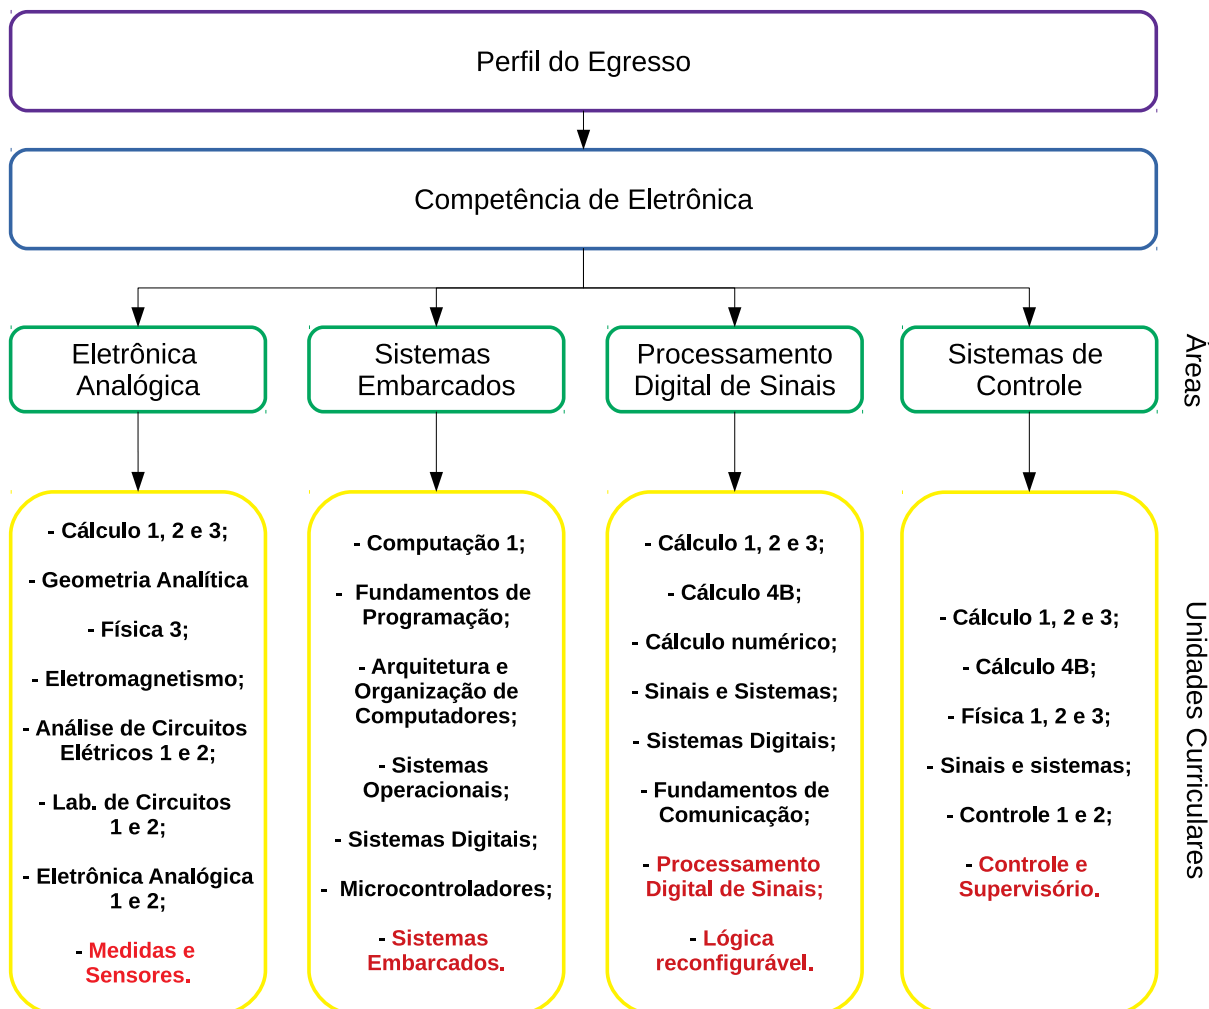 Perfil do Egresso
Competência de Eletrônica
Eletrônica
Analógica
Sistemas
Embarcados
Processamento
Digital de Sinais
Sistemas de
Controle
Àreas
- Cálculo 1, 2 e 3;
- Geometria Analítica
- Física 3;
- Eletromagnetismo;
- Análise de Circuitos
Elétricos 1 e 2;
- Lab. de Circuitos
1 e 2;
- Eletrônica Analógica
1 e 2;
- Medidas e
Sensores.
- Computação 1;
- Fundamentos de
Programação;
- Arquitetura e
Organização de
Computadores;
- Sistemas
Operacionais;
- Sistemas Digitais;
- Microcontroladores;
- Sistemas
Embarcados.
- Cálculo 1, 2 e 3;
- Cálculo 4B;
- Cálculo numérico;
- Sinais e Sistemas;
- Sistemas Digitais;
- Fundamentos de
Comunicação;
- Processamento
Digital de Sinais;
- Lógica
reconfigurável.
- Cálculo 1, 2 e 3;
- Cálculo 4B;
- Física 1, 2 e 3;
- Sinais e sistemas;
- Controle 1 e 2;
- Controle e
Supervisório.
Unidades Curriculares